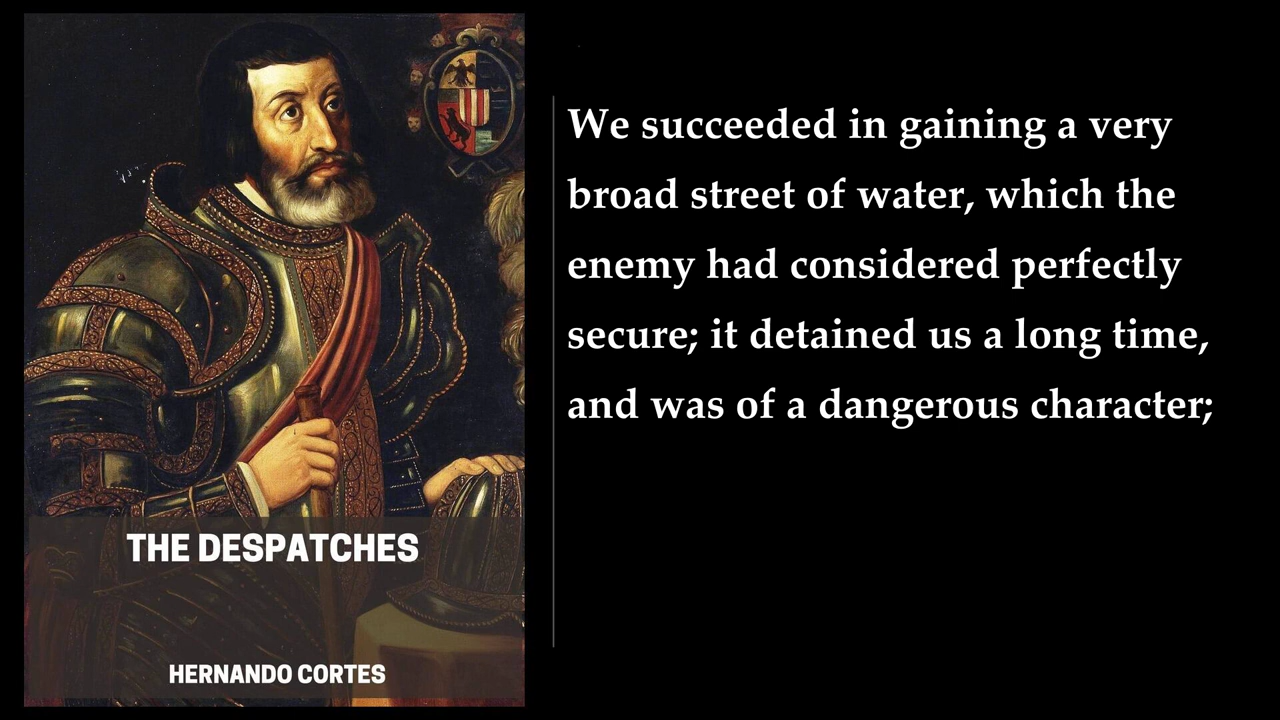 We succeeded in gaining a very
broad street of water, which the
enemy had considered perfectly
secure; it detained us a long time,
and was of a dangerous character;
THE DESPATCHES
HERNANDO CORTES